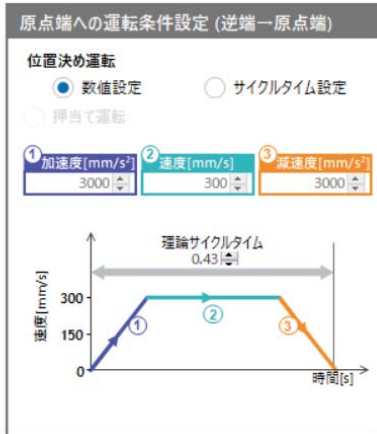 原点端への運転条件設定 (逆端→原点端)
位置決め運転
数値設定 サイクルタイム設定
押当て運転
① 加速度[mm/s²] ② 速度[mm/s] ③ 減速度[mm/s²]
3000 300 3000
理論サイクルタイム
0.43
速度[mm/s]
300
150
0
① ② ③
時間[s]